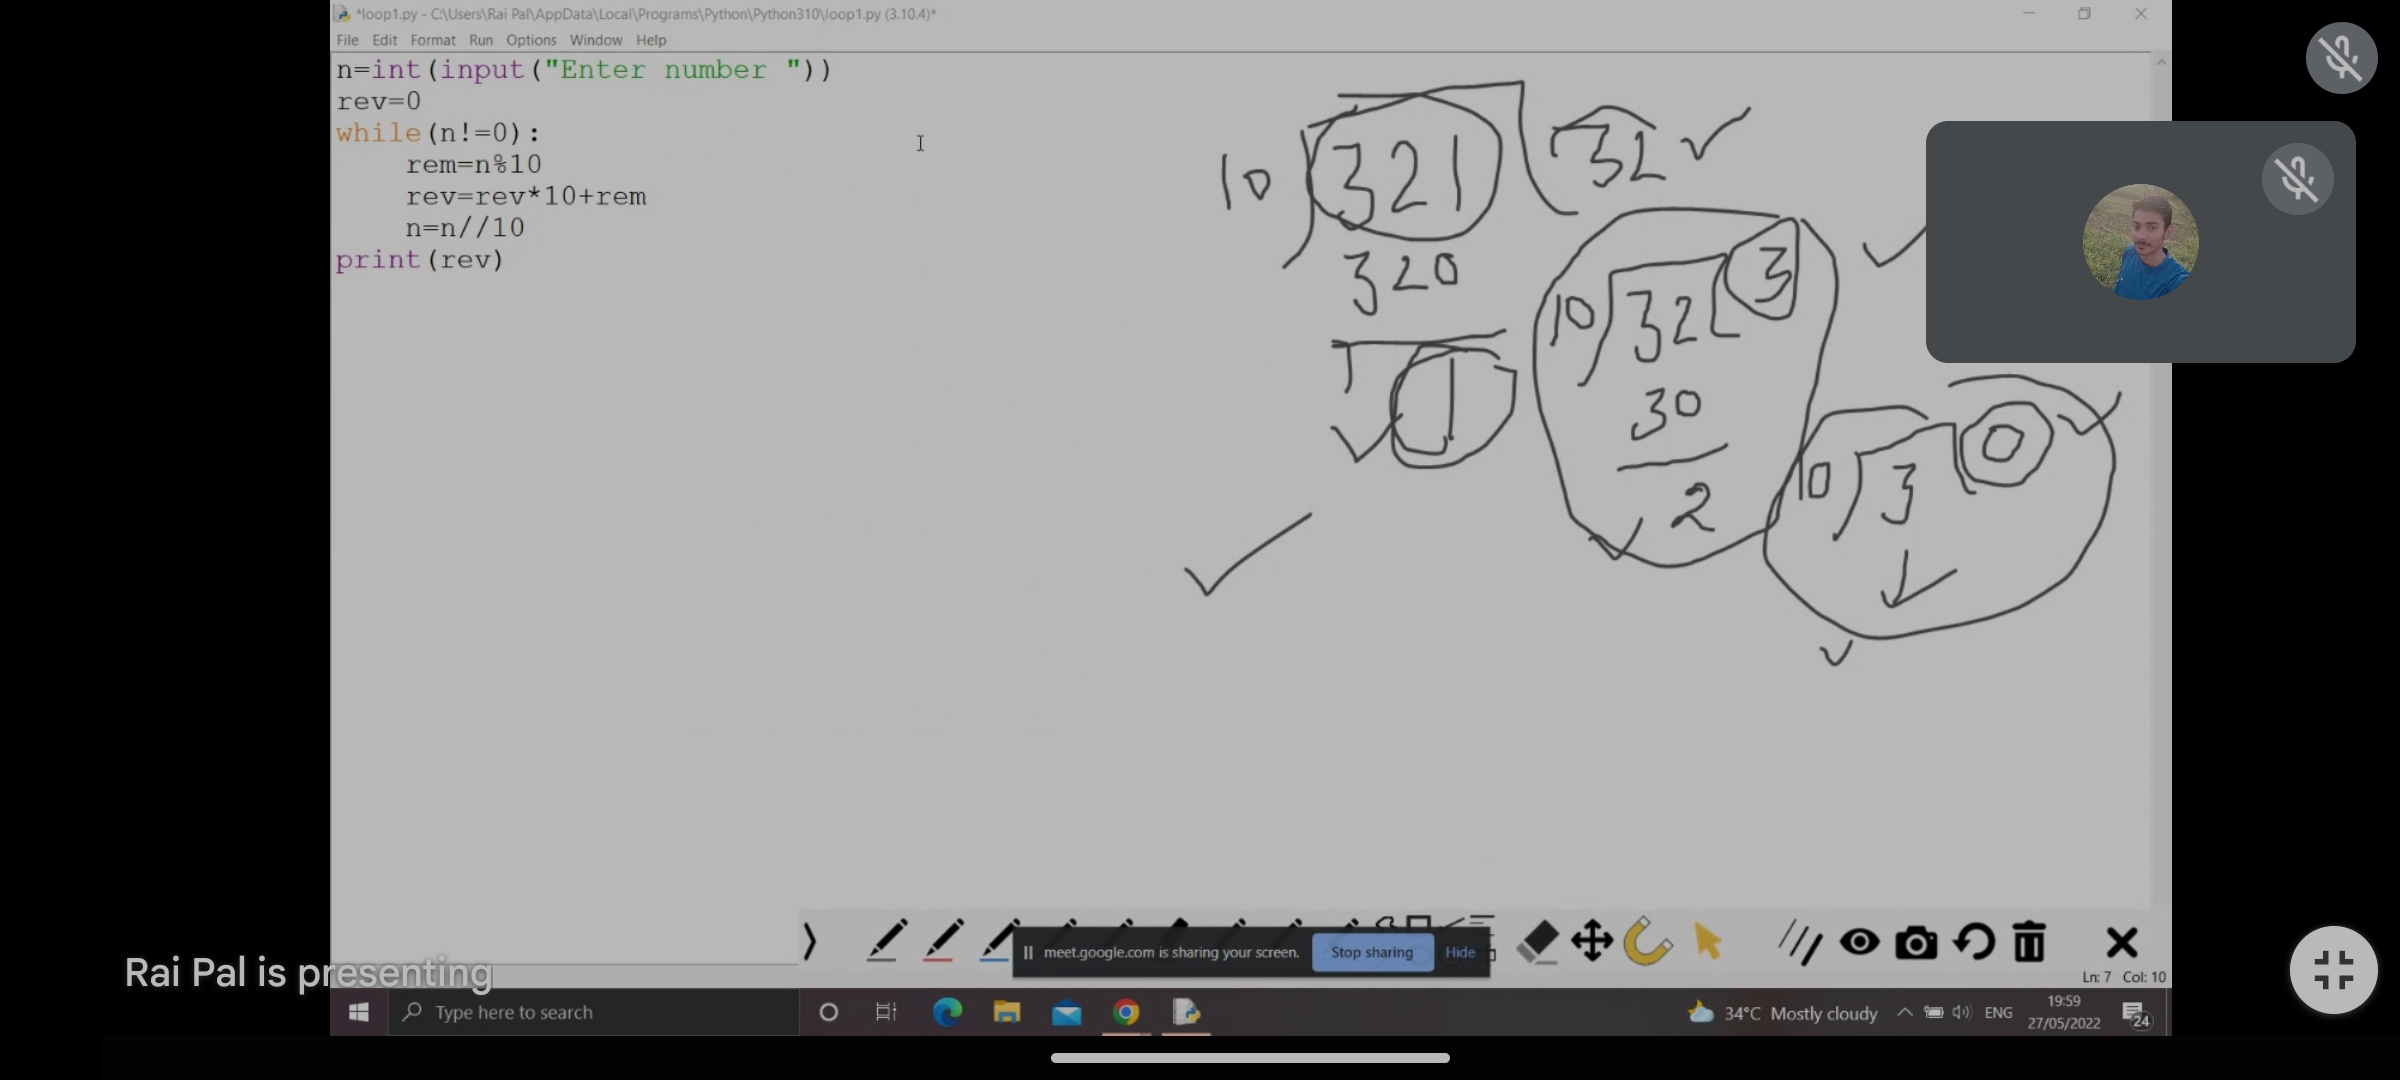 *loop1.py - C:\Users\Rai Pal\AppData\Local\Programs\Python\Python310\loop1.py (3.10.4)*
File Edit Format Run Options Window Help
n=int(input("Enter number "))
rev=0
while(n!=0):
    rem=n%10
    rev=rev*10+rem
    n=n//10
print(rev)
10 321 32
320
1
10 32 3
30
2
10 3 0
meet.google.com is sharing your screen. Stop sharing Hide
Rai Pal is presenting
Ln: 7 Col: 10
Type here to search
34°C Mostly cloudy
ENG
19:59
27/05/2022
24